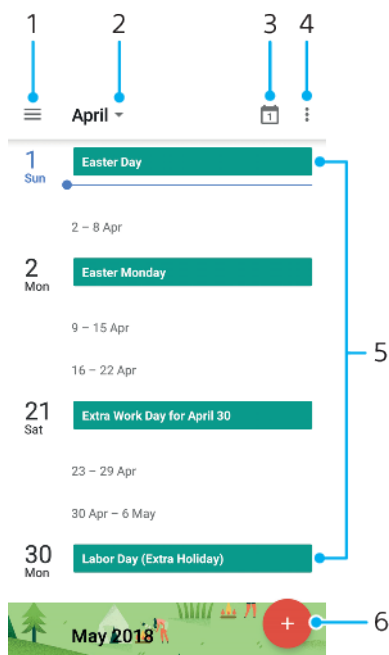 1 2 3 4
April
1
1
Sun
Easter Day
2 – 8 Apr
2
Mon
Easter Monday
9 – 15 Apr
5
16 – 22 Apr
21
Sat
Extra Work Day for April 30
23 – 29 Apr
30 Apr – 6 May
30
Mon
Labor Day (Extra Holiday)
May 2018
+
6